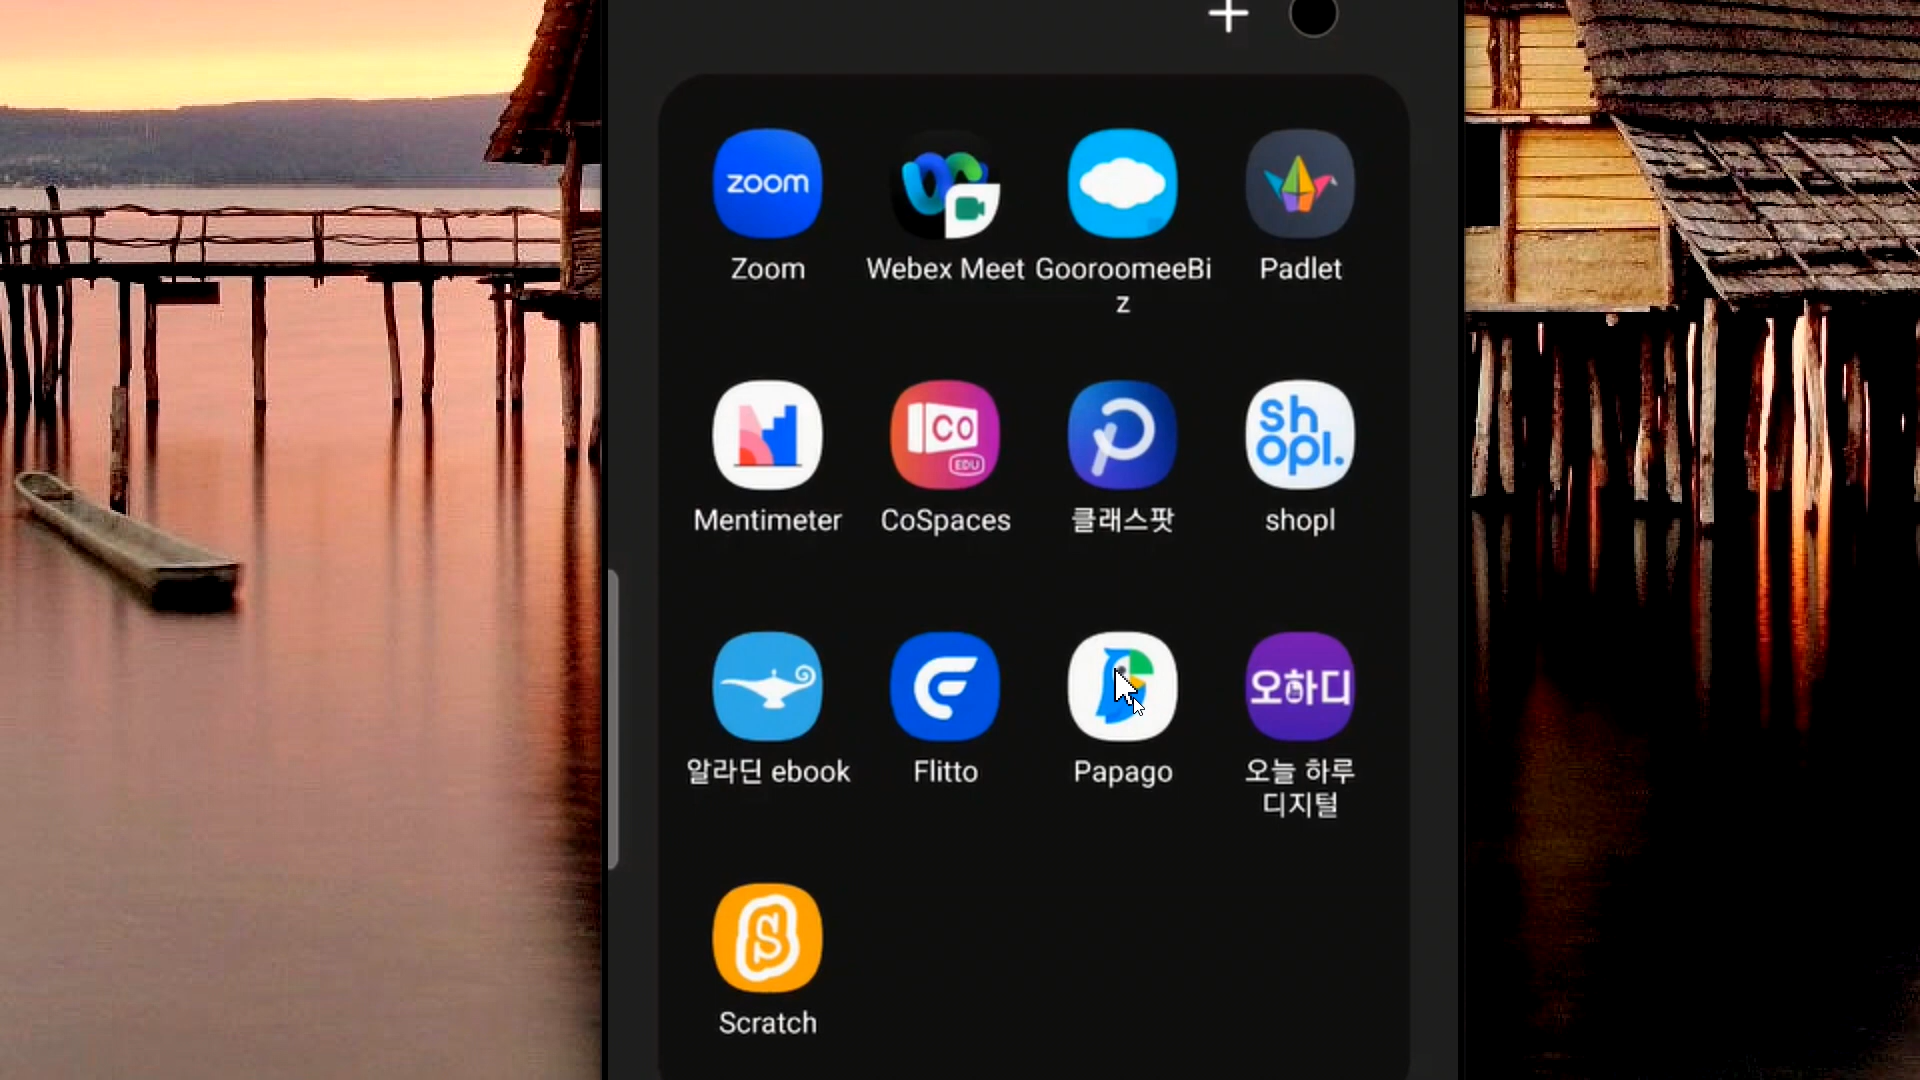 zoom
Zoom
Webex Meet
GooroomeeBi
z
Padlet
CO
EDU
sh
opl.
Mentimeter
CoSpaces
클래스팟
shopl
오하디
알라딘 ebook
Flitto
Papago
오늘 하루
디지털
S
Scratch